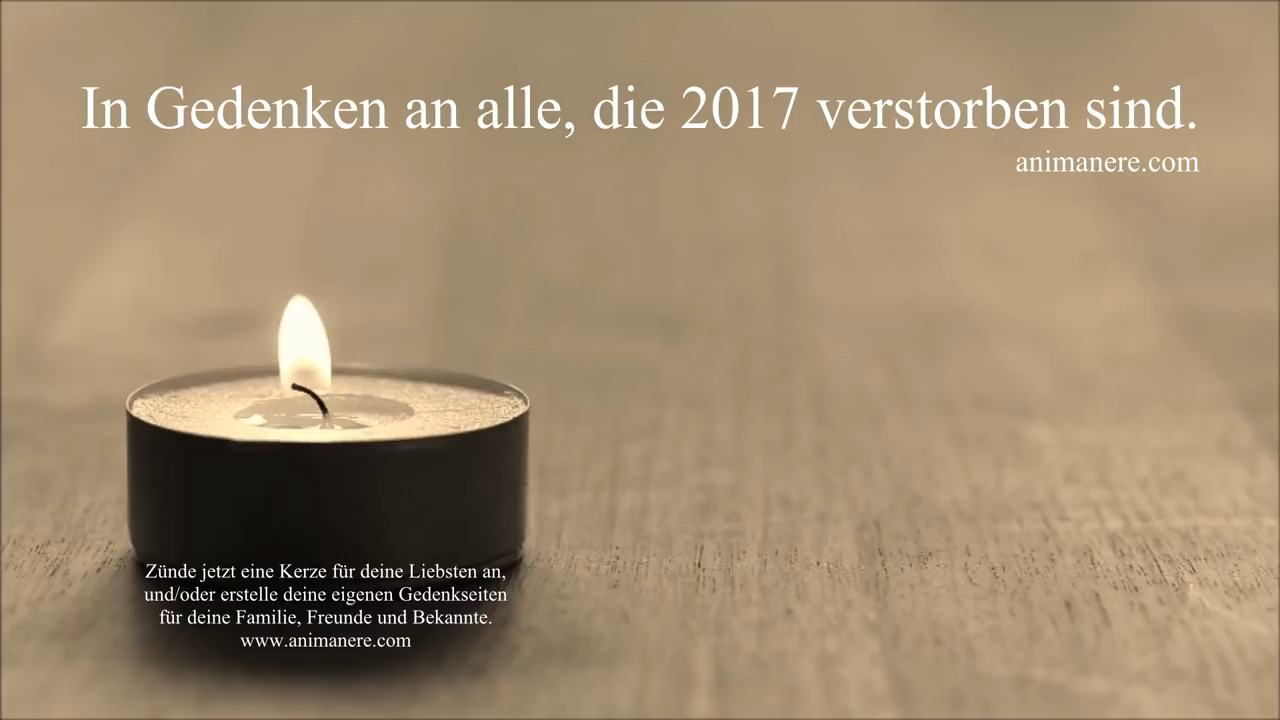 In Gedenken an alle, die 2017 verstorben sind.
animanere.com
Zünde jetzt eine Kerze für deine Liebsten an,
und/oder erstelle deine eigenen Gedenkseiten
für deine Familie, Freunde und Bekannte.
www.animanere.com